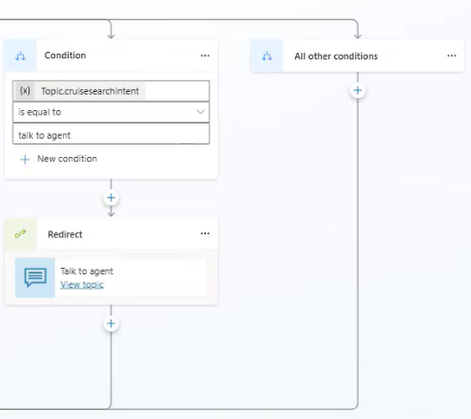 Condition
All other conditions
(x) Topic.cruisesearchintent
is equal to
talk to agent
New condition
Redirect
Talk to agent
View topic